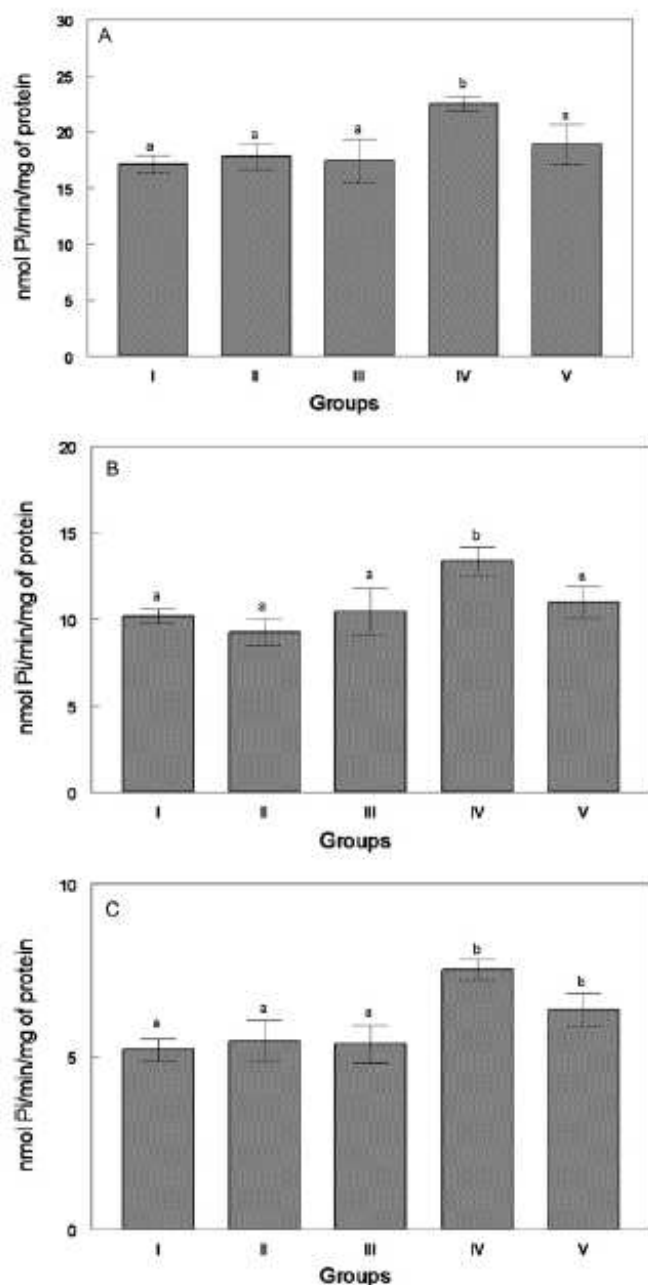 A
nmol Pi/min/mg of protein
30
25
20
15
10
5
0
a
a
a
b
a
I
II
III
IV
V
Groups
B
nmol Pi/min/mg of protein
20
15
10
5
0
a
a
a
b
a
I
II
III
IV
V
Groups
C
nmol Pi/min/mg of protein
10
5
0
a
a
a
b
b
I
II
III
IV
V
Groups